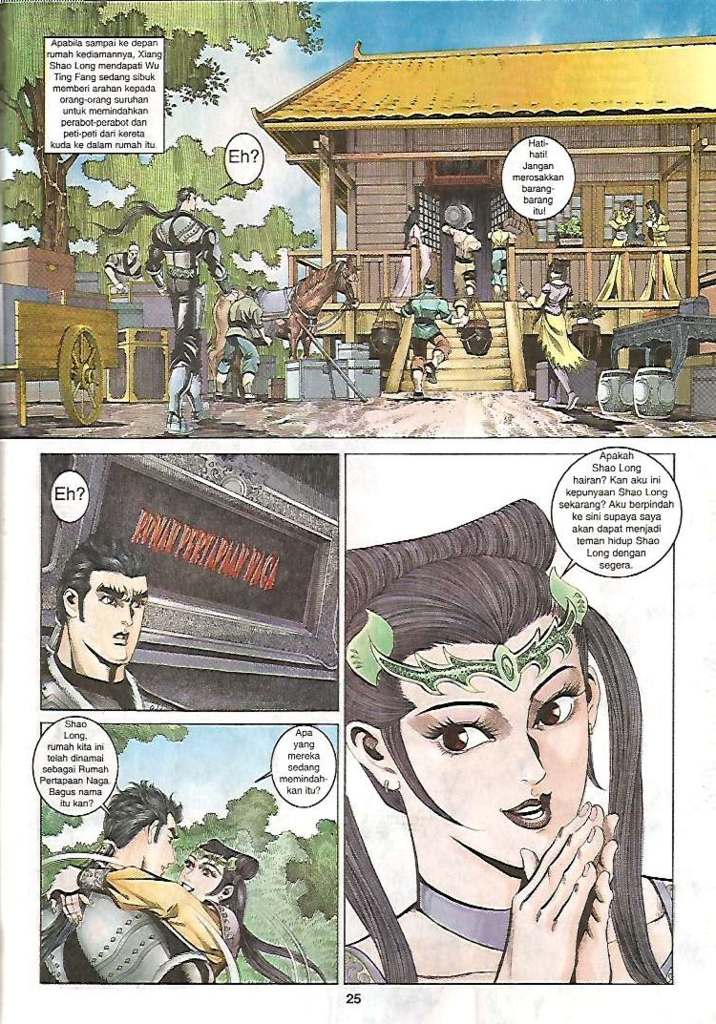 Apabila sampai ke depan
rumah kediamannya, Xiang
Shao Long mendapati Wu
Ting Fang sedang sibuk
memberi arahan kepada
orang-orang suruhan
untuk memindahkan
perabot-perabot dan
peti-peti dari kereta
kuda ke dalam rumah itu.
Eh?
Hati-
hati!
Jangan
merosakkan
barang-
barang
itu!
Eh?
RUMAH PERTAPAAN NAGA
Apakah
Shao Long
hairan? Kan aku ini
kepunyaan Shao Long
sekarang? Aku berpindah
ke sini supaya saya
akan dapat menjadi
teman hidup Shao
Long dengan
segera.
Shao
Long,
rumah kita ini
telah dinamai
sebagai Rumah
Pertapaan Naga.
Bagus nama
itu kan?
Apa
yang
mereka
sedang
memindah-
kan itu?
25